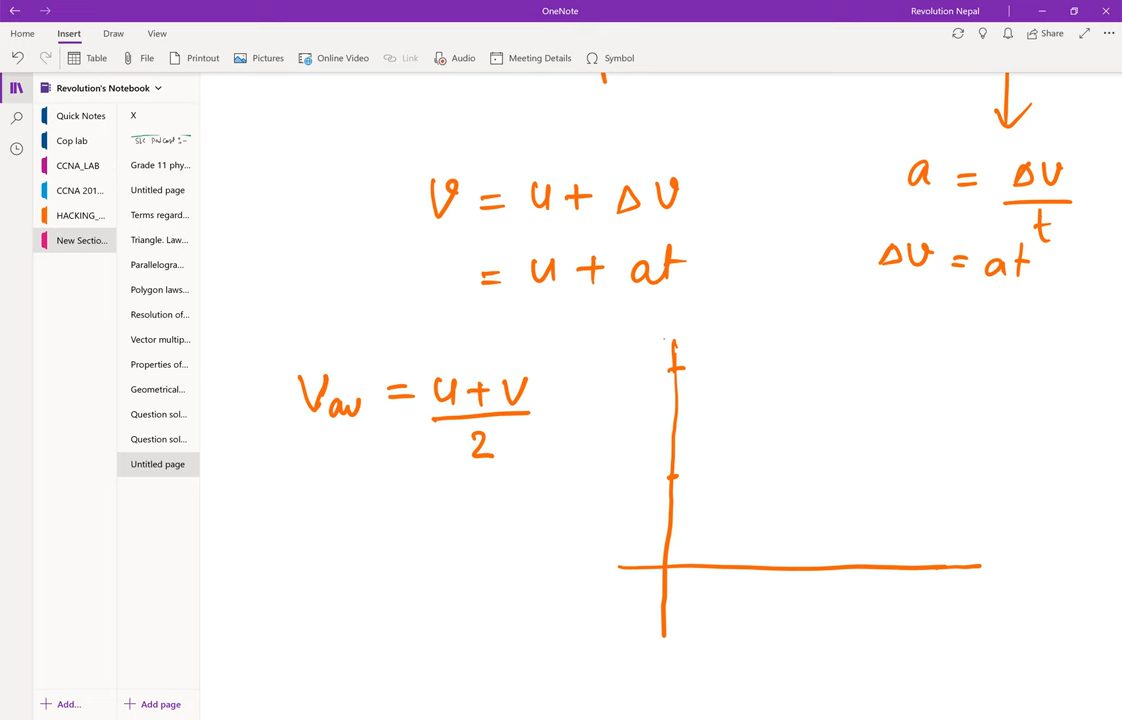 OneNote
Revolution Nepal
Home Insert Draw View
Share
Table File Printout Pictures Online Video Link Audio Meeting Details Symbol
Revolution's Notebook
Quick Notes
Cop lab
CCNA_LAB
CCNA 201...
HACKING_...
New Sectio...
X
Grade 11 phy...
Untitled page
Terms regard...
Triangle. Law...
Parallelogra...
Polygon laws...
Resolution of...
Vector multip...
Properties of...
Geometrical...
Question sol...
Question sol...
Untitled page
Add...
Add page
V = u + Δv
= u + at
a = Δv / t
Δv = at
Vav = u + v / 2